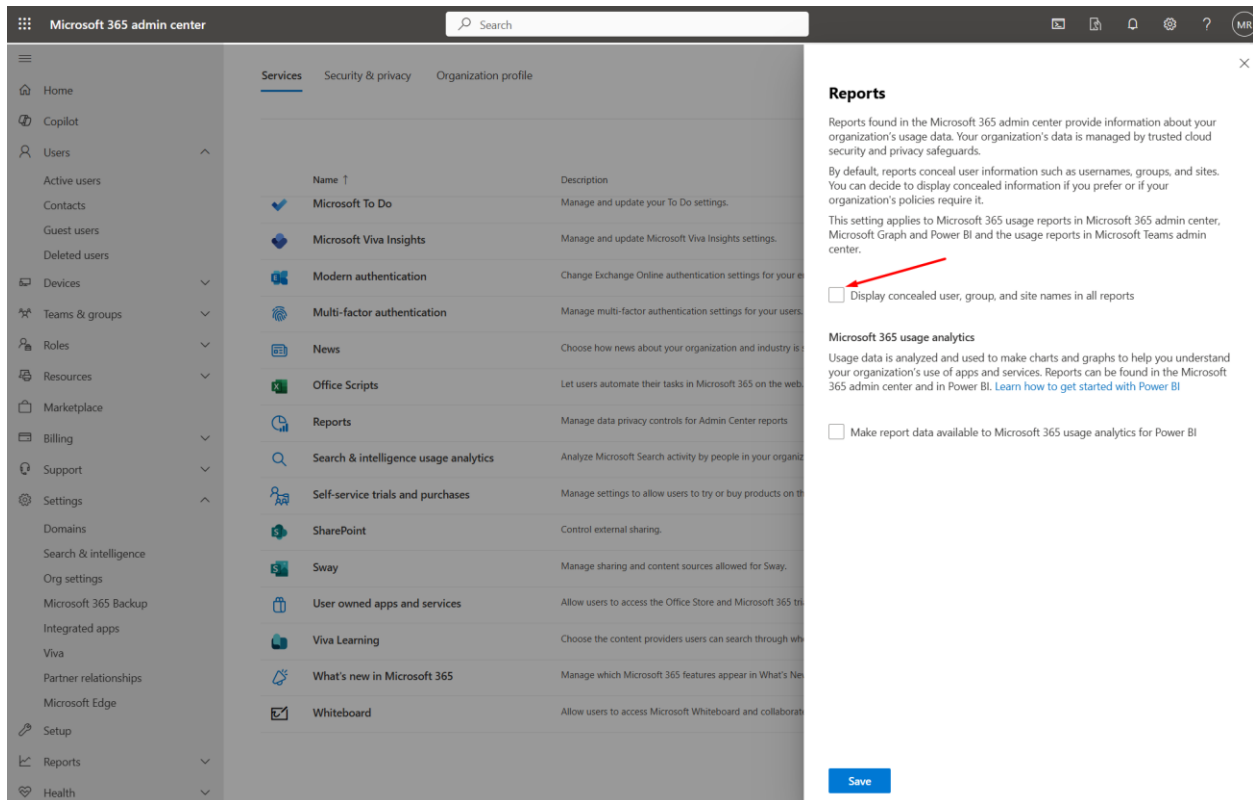 Microsoft 365 admin center
Search
MR
Home
Copilot
Users
Active users
Contacts
Guest users
Deleted users
Devices
Teams & groups
Roles
Resources
Marketplace
Billing
Support
Settings
Domains
Search & intelligence
Org settings
Microsoft 365 Backup
Integrated apps
Viva
Partner relationships
Microsoft Edge
Setup
Reports
Health
Services Security & privacy Organization profile
Name ↑ Description
Microsoft To Do Manage and update your To Do settings.
Microsoft Viva Insights Manage and update Microsoft Viva Insights settings.
Modern authentication Change Exchange Online authentication settings for your
Multi-factor authentication Manage multi-factor authentication settings for your users.
News Choose how news about your organization and industry is
Office Scripts Let users automate their tasks in Microsoft 365 on the web.
Reports Manage data privacy controls for Admin Center reports
Search & intelligence usage analytics Analyze Microsoft Search activity by people in your
Self-service trials and purchases Manage settings to allow users to try or buy products on
SharePoint Control external sharing.
Sway Manage sharing and content sources allowed for Sway.
User owned apps and services Allow users to access the Office Store and Microsoft 365
Viva Learning Choose the content providers users can search through
What's new in Microsoft 365 Manage which Microsoft 365 features appear in What's
Whiteboard Allow users to access Microsoft Whiteboard and
Reports
Reports found in the Microsoft 365 admin center provide information about your
organization's usage data. Your organization's data is managed by trusted cloud
security and privacy safeguards.
By default, reports conceal user information such as usernames, groups, and sites.
You can decide to display concealed information if you prefer or if your
organization's policies require it.
This setting applies to Microsoft 365 usage reports in Microsoft 365 admin center,
Microsoft Graph and Power BI and the usage reports in Microsoft Teams admin
center.
Display concealed user, group, and site names in all reports
Microsoft 365 usage analytics
Usage data is analyzed and used to make charts and graphs to help you understand
your organization's use of apps and services. Reports can be found in the Microsoft
365 admin center and in Power BI. Learn how to get started with Power BI
Make report data available to Microsoft 365 usage analytics for Power BI
Save